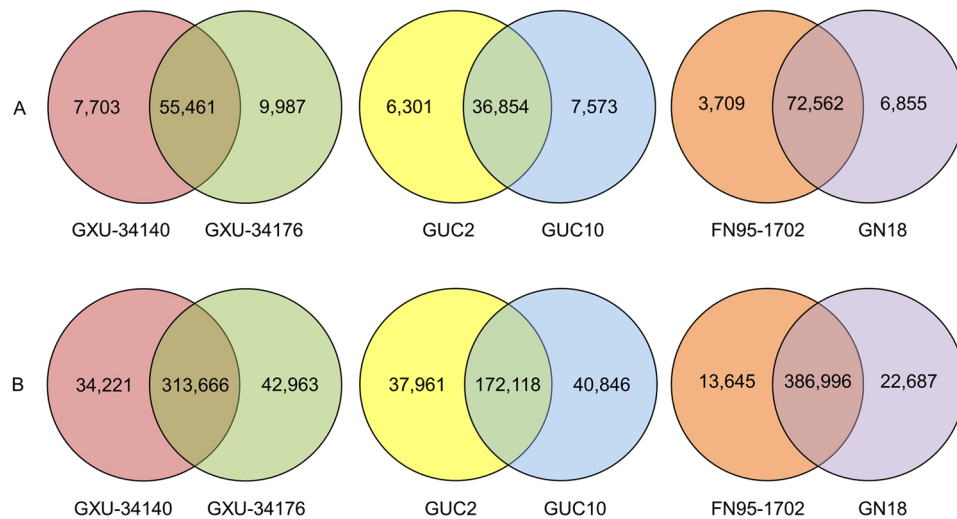 A 7,703 55,461 9,987 6,301 36,854 7,573 3,709 72,562 6,855
GXU-34140 GXU-34176 GUC2 GUC10 FN95-1702 GN18
B 34,221 313,666 42,963 37,961 172,118 40,846 13,645 386,996 22,687
GXU-34140 GXU-34176 GUC2 GUC10 FN95-1702 GN18